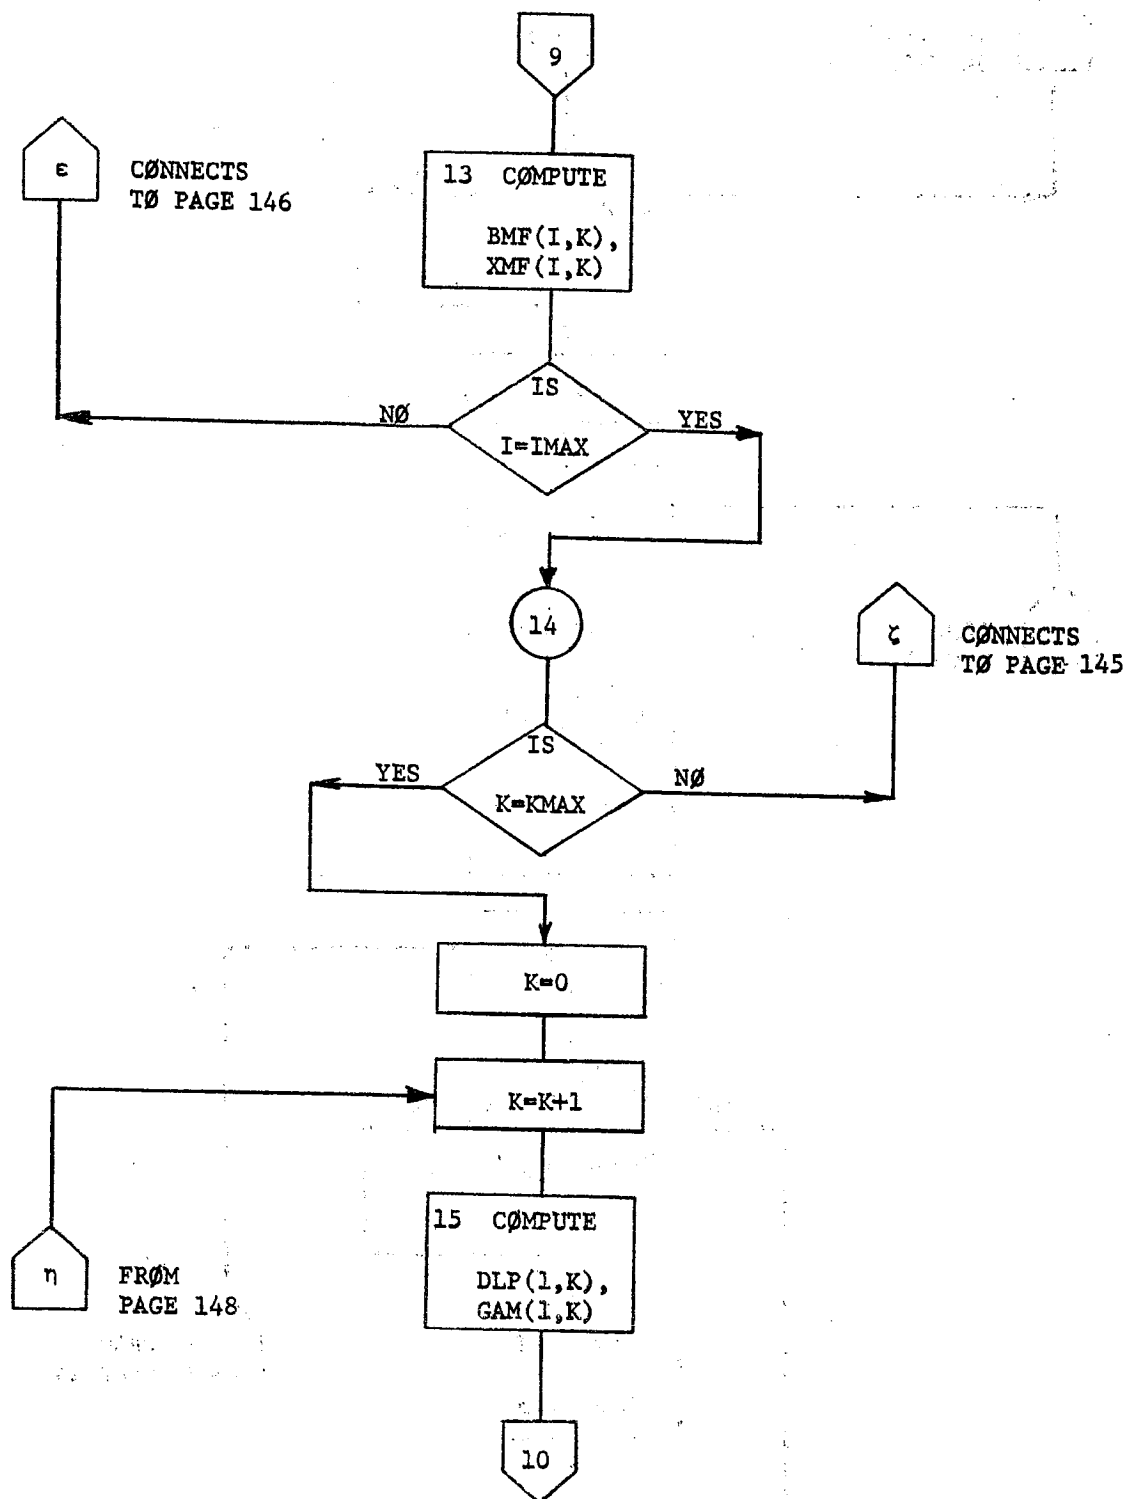 9
ε
CØNNECTS
TØ PAGE 146
13 CØMPUTE
BMF(I,K),
XMF(I,K)
IS
I=IMAX
NØ
YES
14
ζ
CØNNECTS
TØ PAGE 145
IS
K=KMAX
YES
NØ
K=0
K=K+1
15 CØMPUTE
DLP(1,K),
GAM(1,K)
η
FRØM
PAGE 148
10